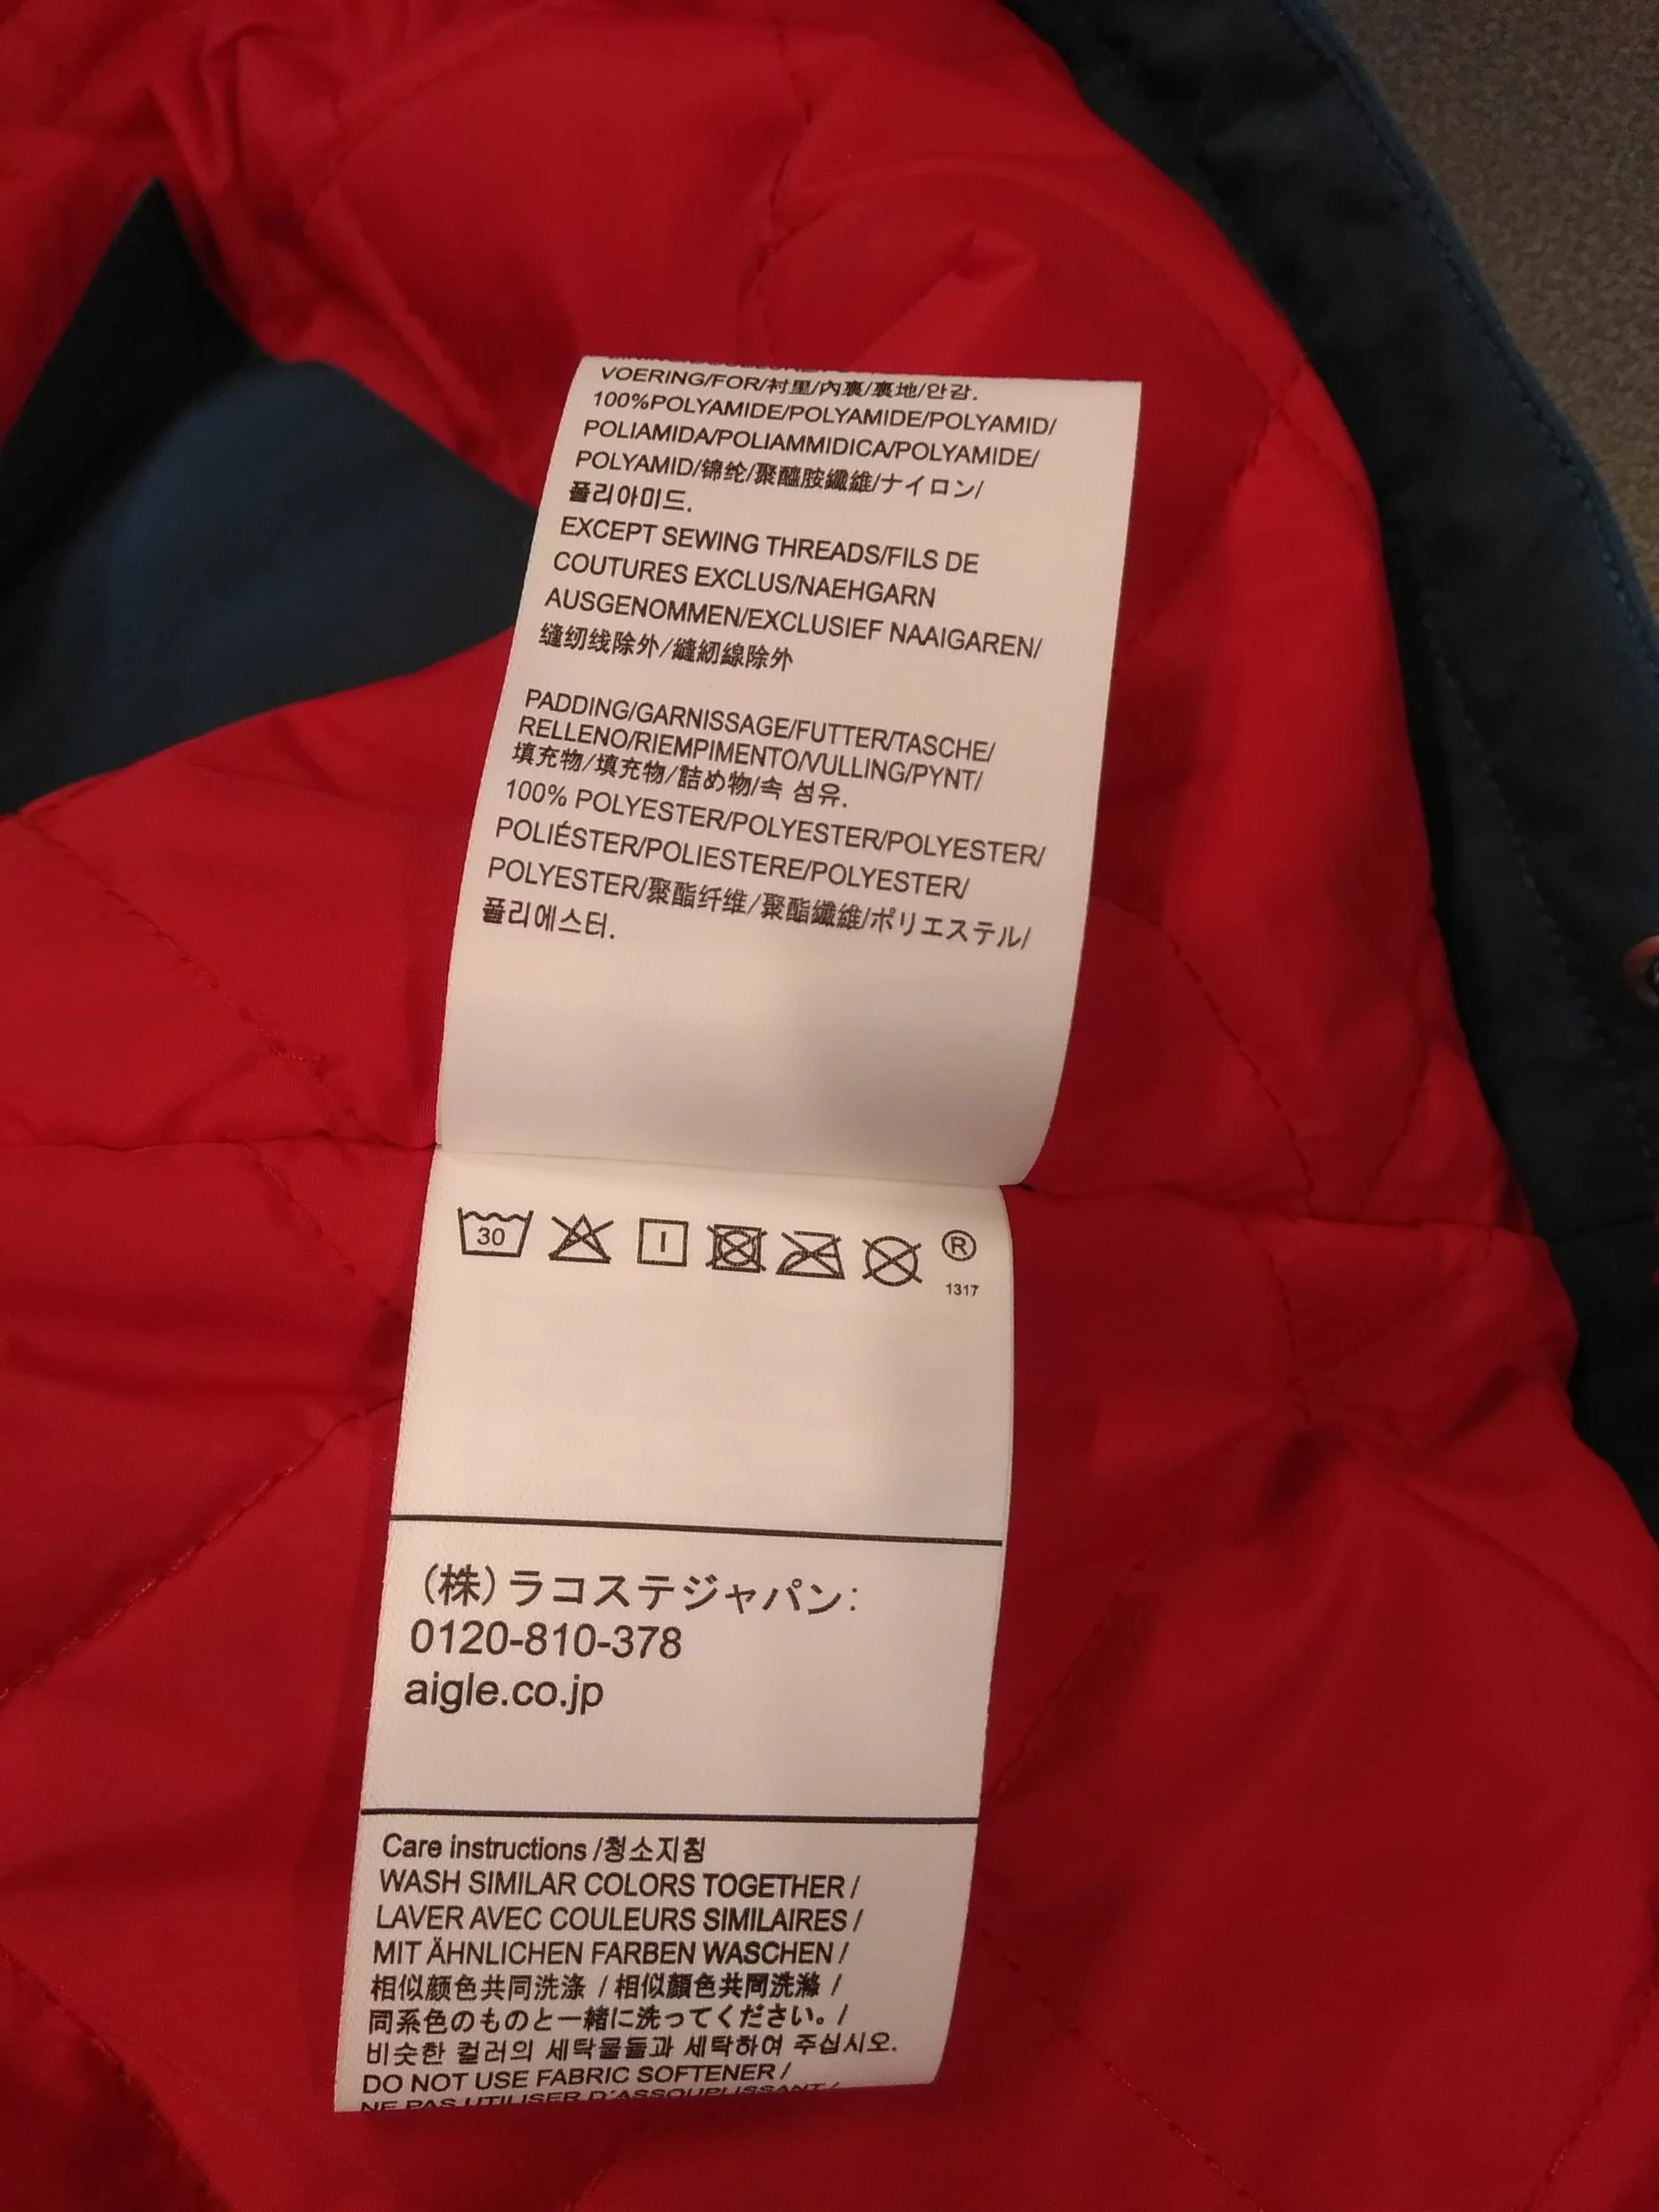 VOERING/FOR/衬里/內裏/裏地/안감.
100%POLYAMIDE/POLYAMIDE/POLYAMID/
POLIAMIDA/POLIAMMIDICA/POLYAMIDE/
POLYAMID/锦纶/聚醯胺纖維/ナイロン/
폴리아미드.
EXCEPT SEWING THREADS/FILS DE
COUTURES EXCLUS/NAEHGARN
AUSGENOMMEN/EXCLUSIEF NAAIGAREN/
缝纫线除外/縫紉線除外
PADDING/GARNISSAGE/FUTTER/TASCHE/
RELLENO/RIEMPIMENTO/VULLING/PYNT/
填充物/填充物/詰め物/속 섬유.
100% POLYESTER/POLYESTER/POLYESTER/
POLIÉSTER/POLIESTERE/POLYESTER/
POLYESTER/聚酯纤维/聚酯纖維/ポリエステル/
폴리에스터.
30
R
1317
(株)ラコステジャパン:
0120-810-378
aigle.co.jp
Care instructions /청소지침
WASH SIMILAR COLORS TOGETHER /
LAVER AVEC COULEURS SIMILAIRES /
MIT ÄHNLICHEN FARBEN WASCHEN /
相似颜色共同洗涤 / 相似顏色共同洗滌 /
同系色のものと一緒に洗ってください。/
비슷한 컬러의 세탁물들과 세탁하여 주십시오.
DO NOT USE FABRIC SOFTENER /
NE PAS UTILISER D'ASSOUPLISSANT /